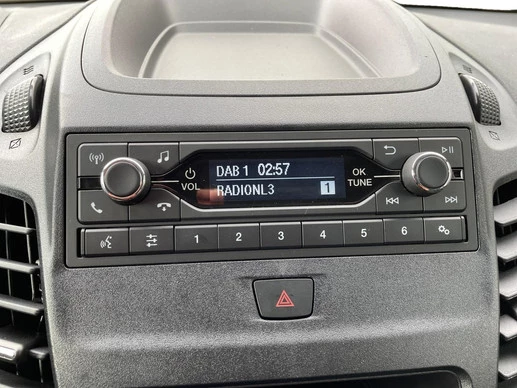 DAB 1 02:57
RADIONL3 1
VOL
OK
TUNE
1 2 3 4 5 6